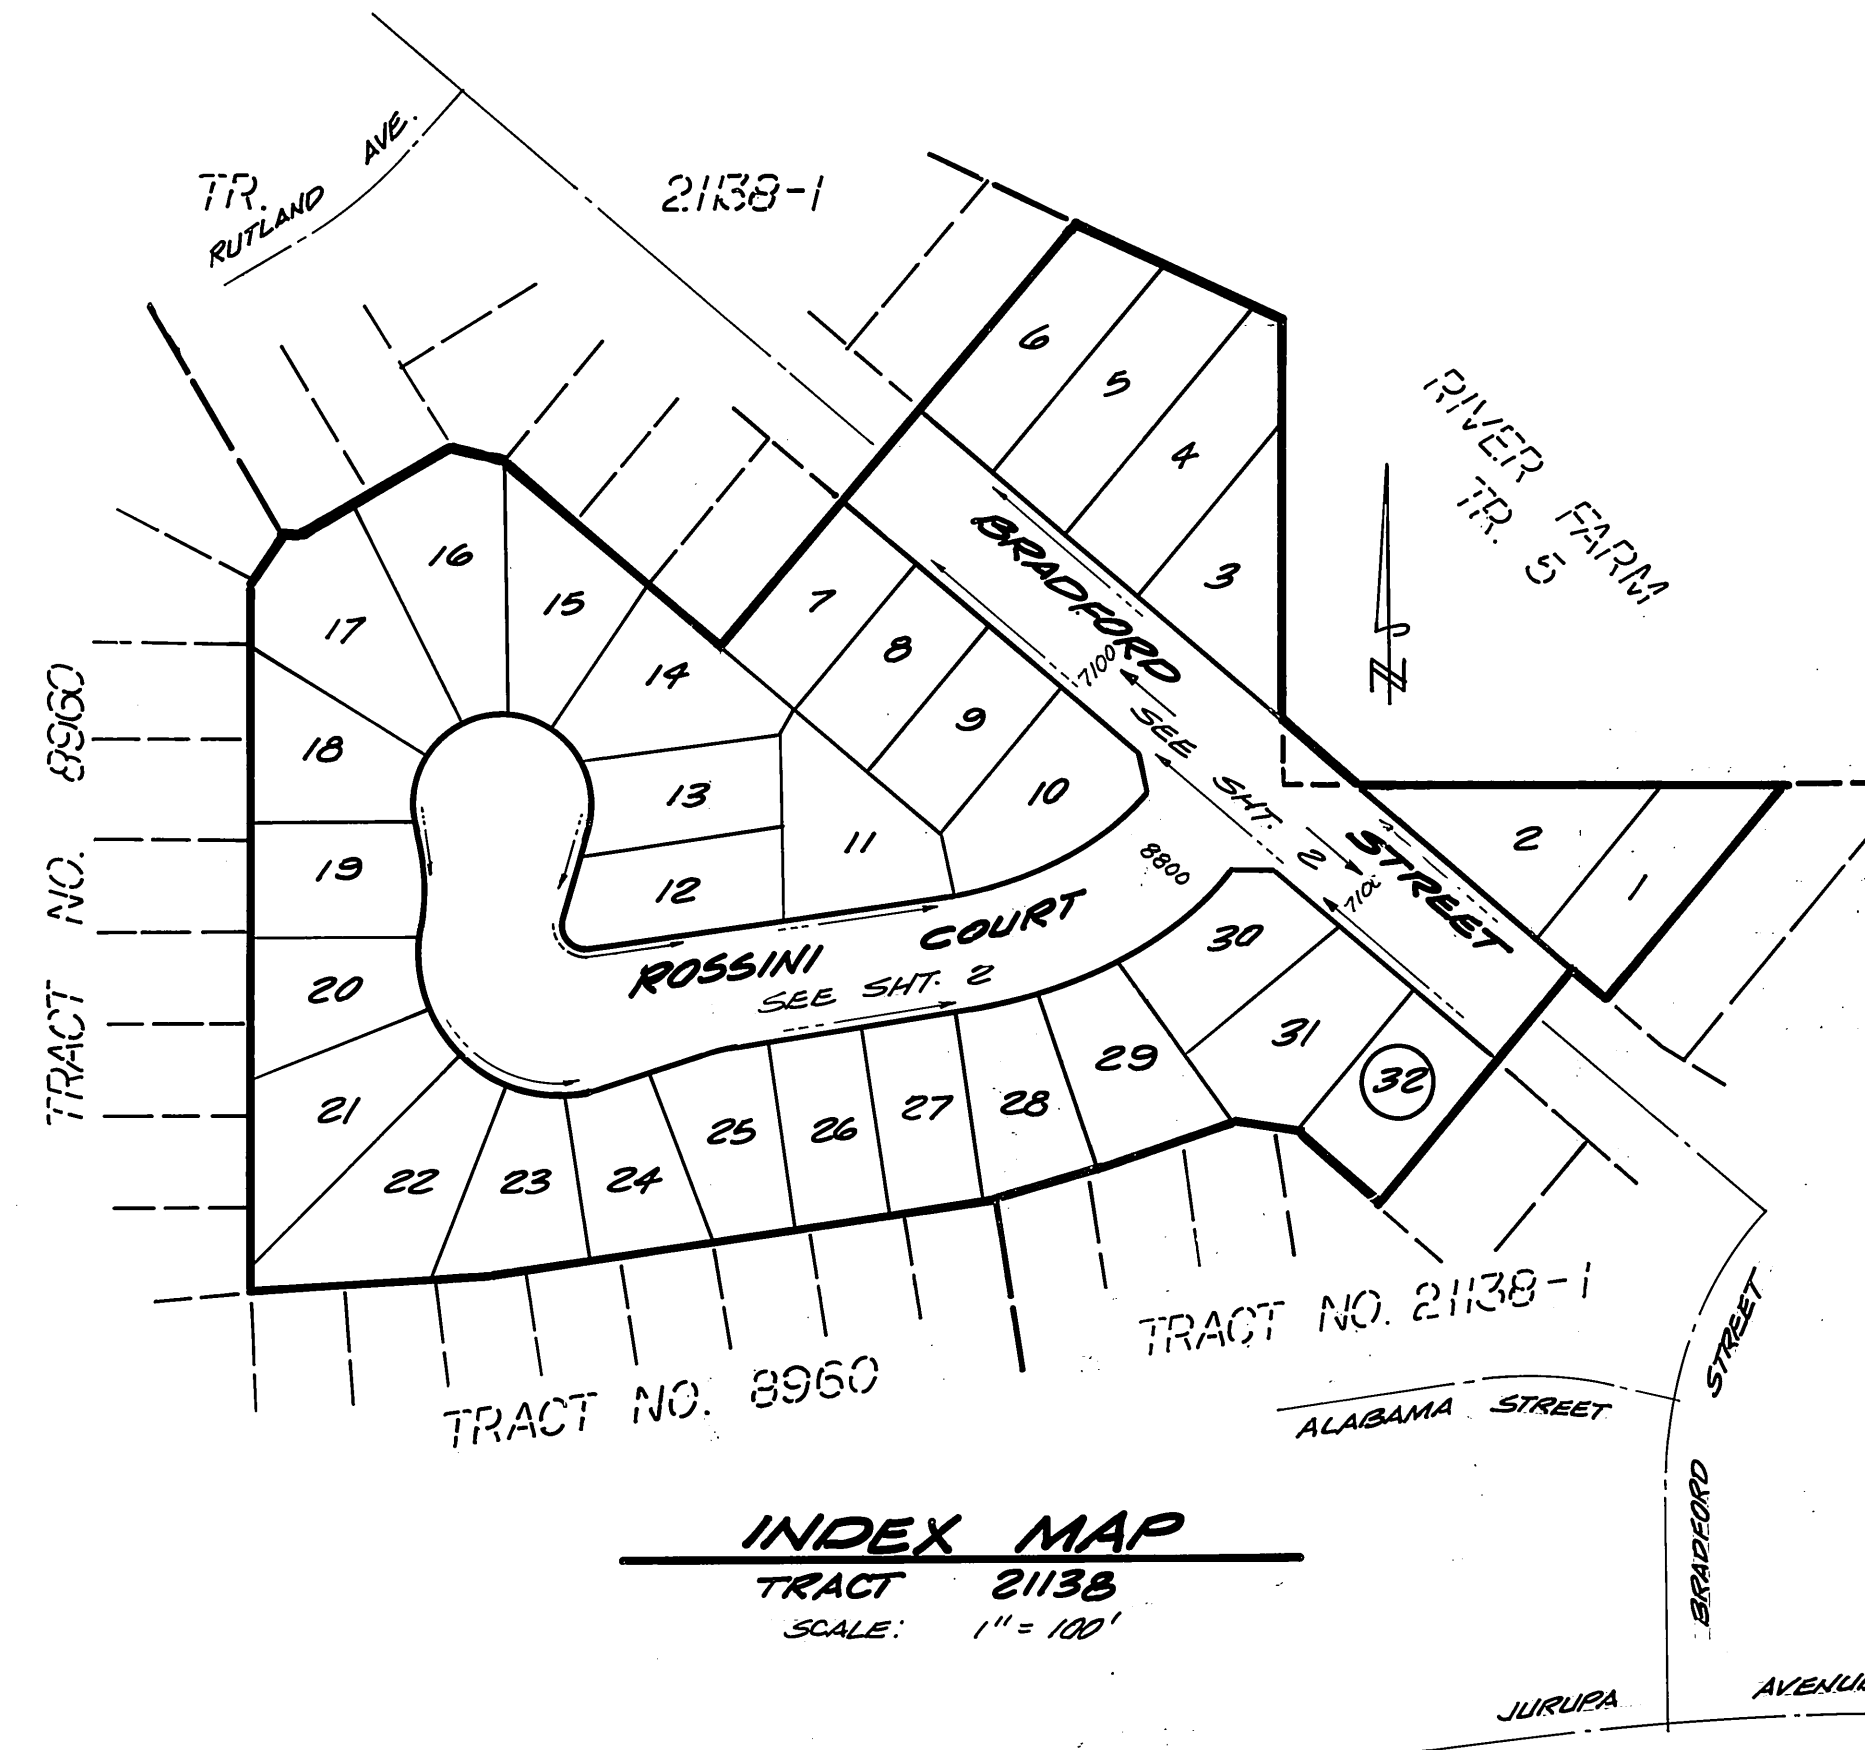 TR. 21138-1
RUTLAND AVE.
RIVER FARM
TR. 5
6
5
4
3
BRADFORD STREET
7100
SEE SHT. 2
7100
N
16
15
17
14
7
8
9
10
18
13
11
2
1
19
12
8800
ROSSINI COURT
SEE SHT. 2
20
30
31
32
21
29
28
27
26
25
24
23
22
TRACT NO. 8960
TRACT NO. 8960
TRACT NO. 21138-1
ALABAMA STREET
BRADFORD STREET
INDEX MAP
TRACT 21138
SCALE: 1" = 100'
JURUPA AVENUE